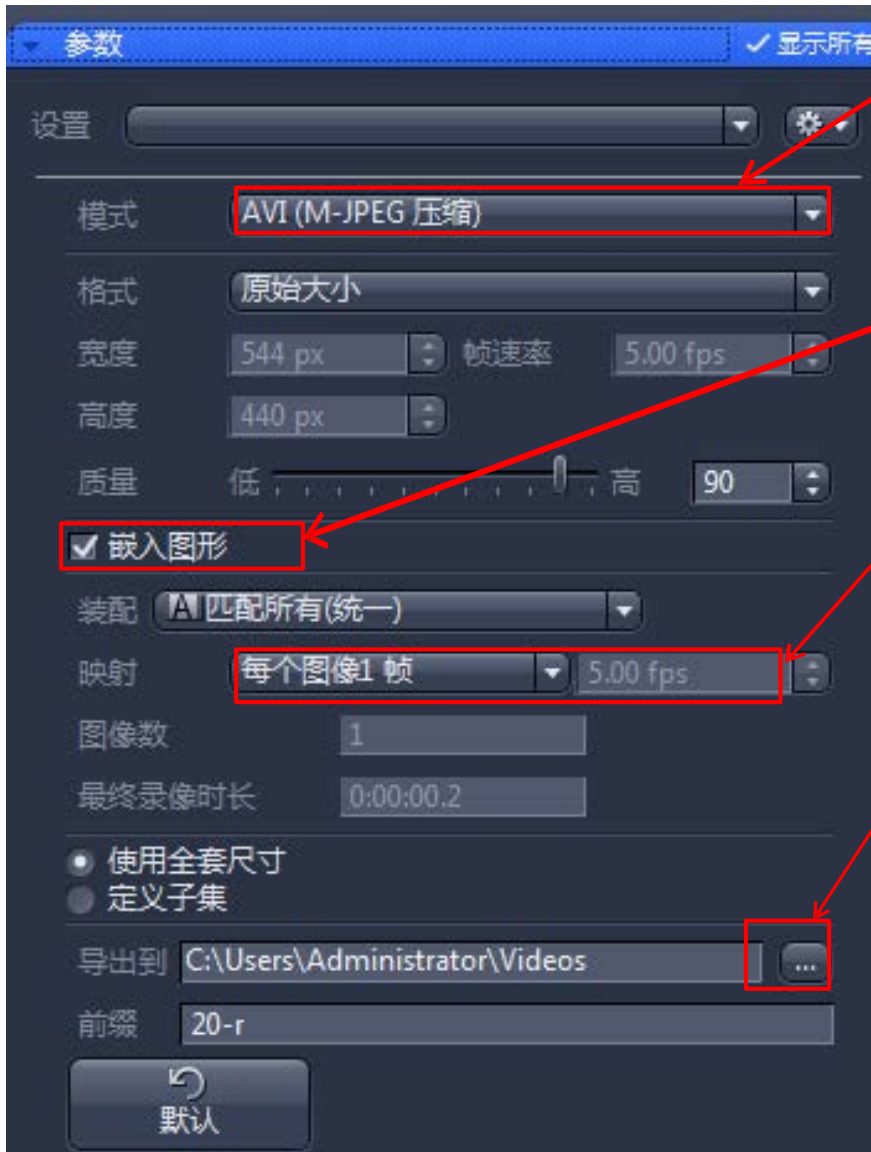 参数 显示所有
设置
模式 AVI (M-JPEG 压缩)
格式 原始大小
宽度 544 px 帧速率 5.00 fps
高度 440 px
质量 低 高 90
嵌入图形
装配 A 匹配所有(统一)
映射 每个图像1 帧 5.00 fps
图像数 1
最终录像时长 0:00:00.2
使用全套尺寸
定义子集
导出到 C:\Users\Administrator\Videos ...
前缀 20-r
默认